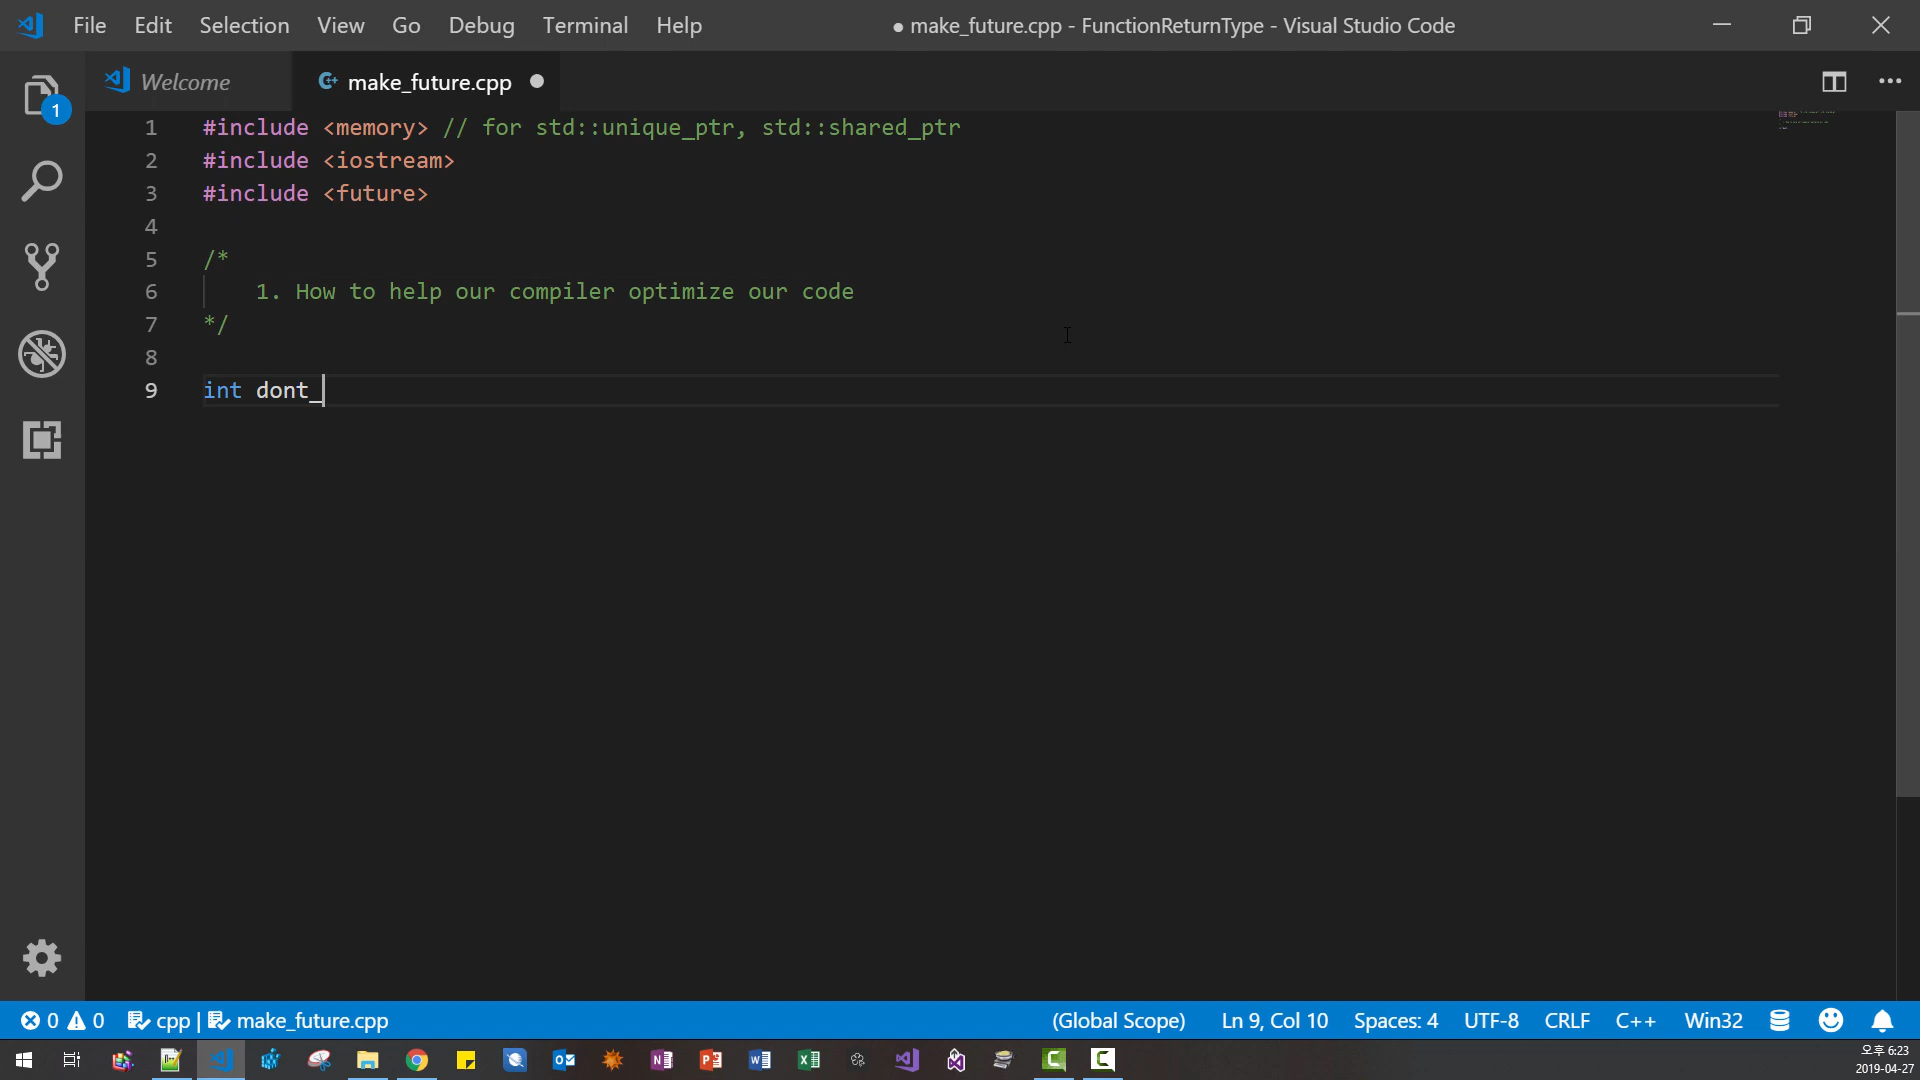 File Edit Selection View Go Debug Terminal Help ● make_future.cpp - FunctionReturnType - Visual Studio Code
Welcome make_future.cpp
1
1 #include <memory> // for std::unique_ptr, std::shared_ptr
2 #include <iostream>
3 #include <future>
4
5 /*
6 1. How to help our compiler optimize our code
7 */
8
9 int dont_
0 0 cpp | make_future.cpp (Global Scope) Ln 9, Col 10 Spaces: 4 UTF-8 CRLF C++ Win32
오후 6:23
2019-04-27